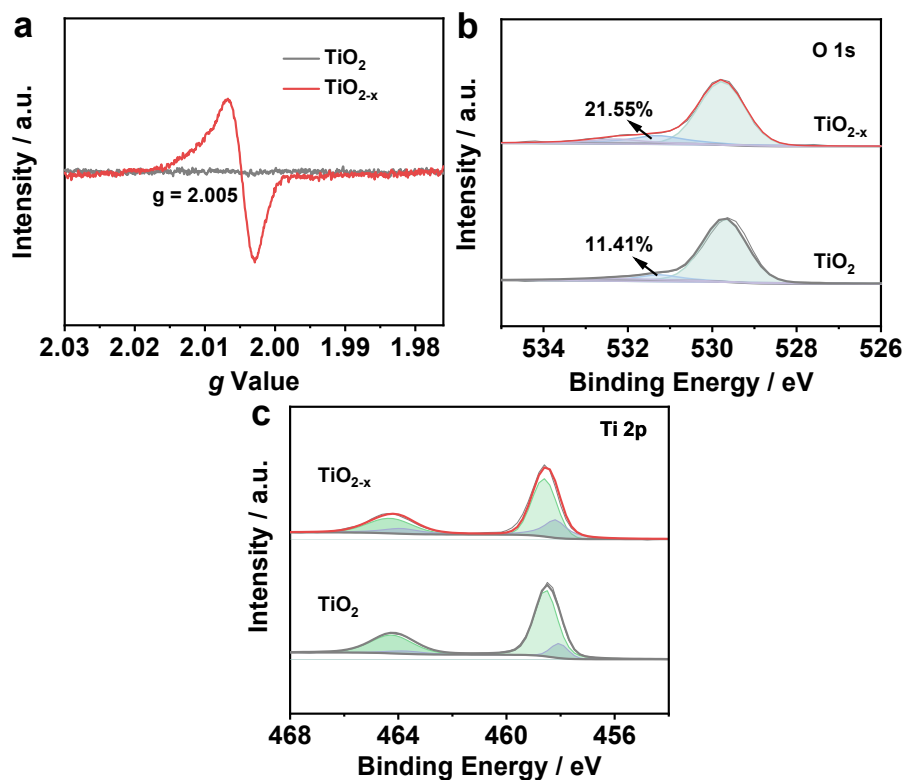 a
Intensity / a.u.
TiO2
TiO2-x
g = 2.005
2.03 2.02 2.01 2.00 1.99 1.98
g Value
b
Intensity / a.u.
O 1s
21.55%
TiO2-x
11.41%
TiO2
534 532 530 528 526
Binding Energy / eV
c
Intensity / a.u.
Ti 2p
TiO2-x
TiO2
468 464 460 456
Binding Energy / eV